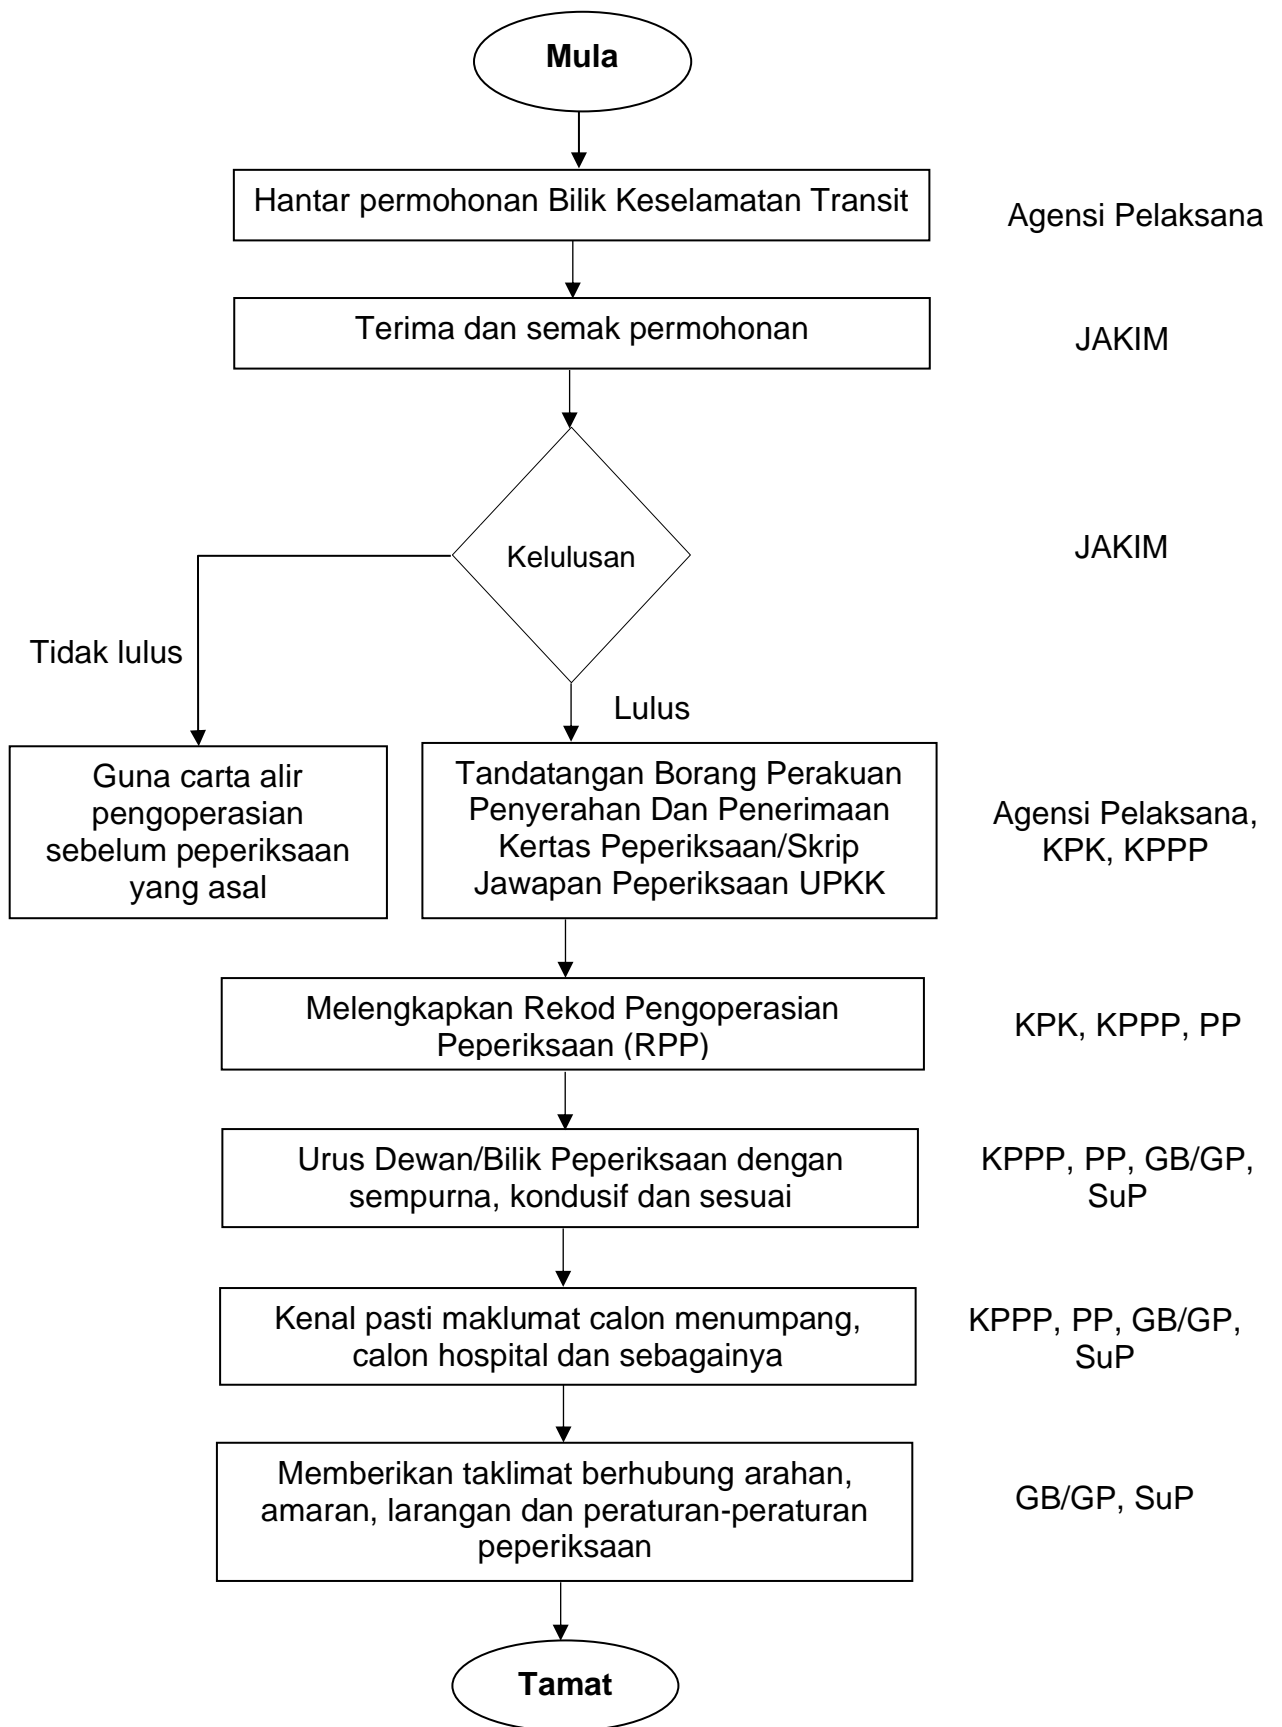 Mula
Hantar permohonan Bilik Keselamatan Transit
Agensi Pelaksana
Terima dan semak permohonan
JAKIM
Kelulusan
JAKIM
Tidak lulus
Lulus
Guna carta alir
pengoperasian
sebelum peperiksaan
yang asal
Tandatangan Borang Perakuan
Penyerahan Dan Penerimaan
Kertas Peperiksaan/Skrip
Jawapan Peperiksaan UPKK
Agensi Pelaksana,
KPK, KPPP
Melengkapkan Rekod Pengoperasian
Peperiksaan (RPP)
KPK, KPPP, PP
Urus Dewan/Bilik Peperiksaan dengan
sempurna, kondusif dan sesuai
KPPP, PP, GB/GP,
SuP
Kenal pasti maklumat calon menumpang,
calon hospital dan sebagainya
KPPP, PP, GB/GP,
SuP
Memberikan taklimat berhubung arahan,
amaran, larangan dan peraturan-peraturan
peperiksaan
GB/GP, SuP
Tamat